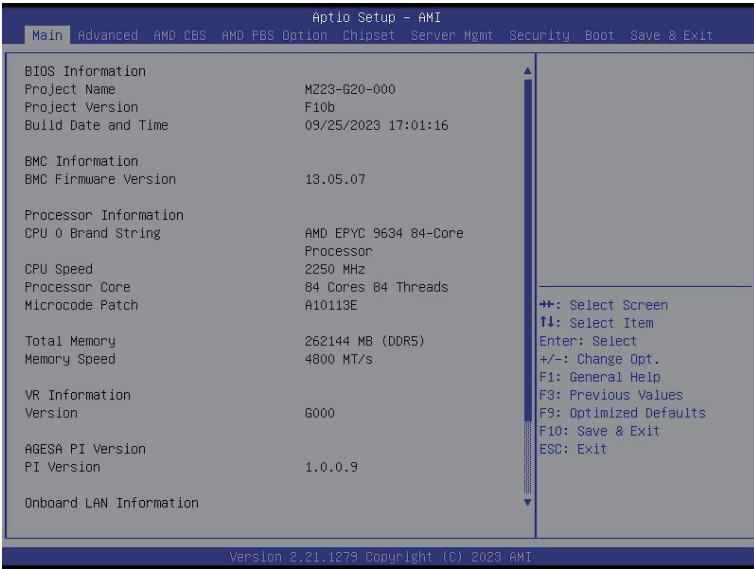 Aptio Setup – AMI
Main Advanced AMD CBS AMD PBS Option Chipset Server Mgmt Security Boot Save & Exit
BIOS Information
Project Name MZ23-G20-000
Project Version F10b
Build Date and Time 09/25/2023 17:01:16
BMC Information
BMC Firmware Version 13.05.07
Processor Information
CPU 0 Brand String AMD EPYC 9634 84-Core
Processor
CPU Speed 2250 MHz
Processor Core 84 Cores 84 Threads
Microcode Patch A10113E
Total Memory 262144 MB (DDR5)
Memory Speed 4800 MT/s
VR Information
Version G000
AGESA PI Version
PI Version 1.0.0.9
Onboard LAN Information
→←: Select Screen
↑↓: Select Item
Enter: Select
+/-: Change Opt.
F1: General Help
F3: Previous Values
F9: Optimized Defaults
F10: Save & Exit
ESC: Exit
Version 2.21.1279 Copyright (C) 2023 AMI